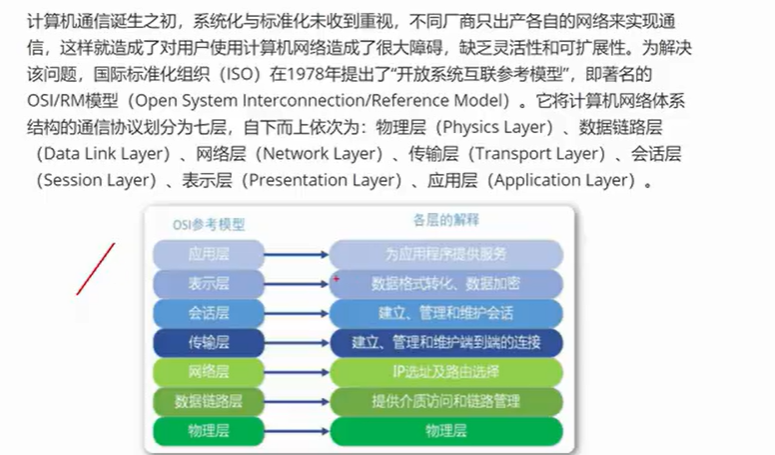 计算机通信诞生之初，系统化与标准化未收到重视，不同厂商只出产各自的网络来实现通
信，这样就造成了对用户使用计算机网络造成了很大障碍，缺乏灵活性和可扩展性。为解决
该问题，国际标准化组织（ISO）在1978年提出了“开放系统互联参考模型”，即著名的
OSI/RM模型（Open System Interconnection/Reference Model）。它将计算机网络体系
结构的通信协议划分为七层，自下而上依次为：物理层（Physics Layer）、数据链路层
（Data Link Layer）、网络层（Network Layer）、传输层（Transport Layer）、会话层
（Session Layer）、表示层（Presentation Layer）、应用层（Application Layer）。
OSI参考模型 各层的解释
应用层 为应用程序提供服务
表示层 数据格式转化、数据加密
会话层 建立、管理和维护会话
传输层 建立、管理和维护端到端的连接
网络层 IP选址及路由选择
数据链路层 提供介质访问和链路管理
物理层 物理层